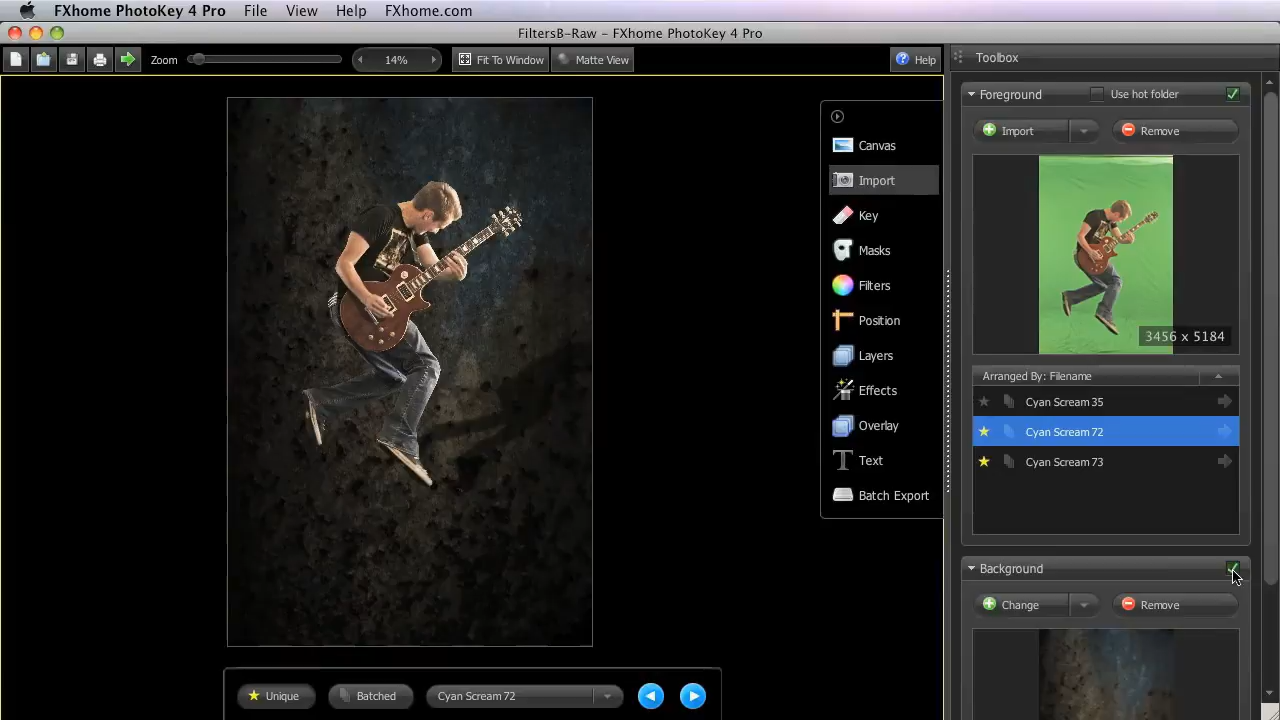 FXhome PhotoKey 4 Pro File View Help FXhome.com
FiltersB-Raw – FXhome PhotoKey 4 Pro
Zoom 14% Fit To Window Matte View Help
Toolbox
Foreground Use hot folder
Import Remove
3456 x 5184
Arranged By: Filename
Cyan Scream 35
Cyan Scream 72
Cyan Scream 73
Background
Change Remove
Canvas
Import
Key
Masks
Filters
Position
Layers
Effects
Overlay
Text
Batch Export
Unique Batched Cyan Scream 72